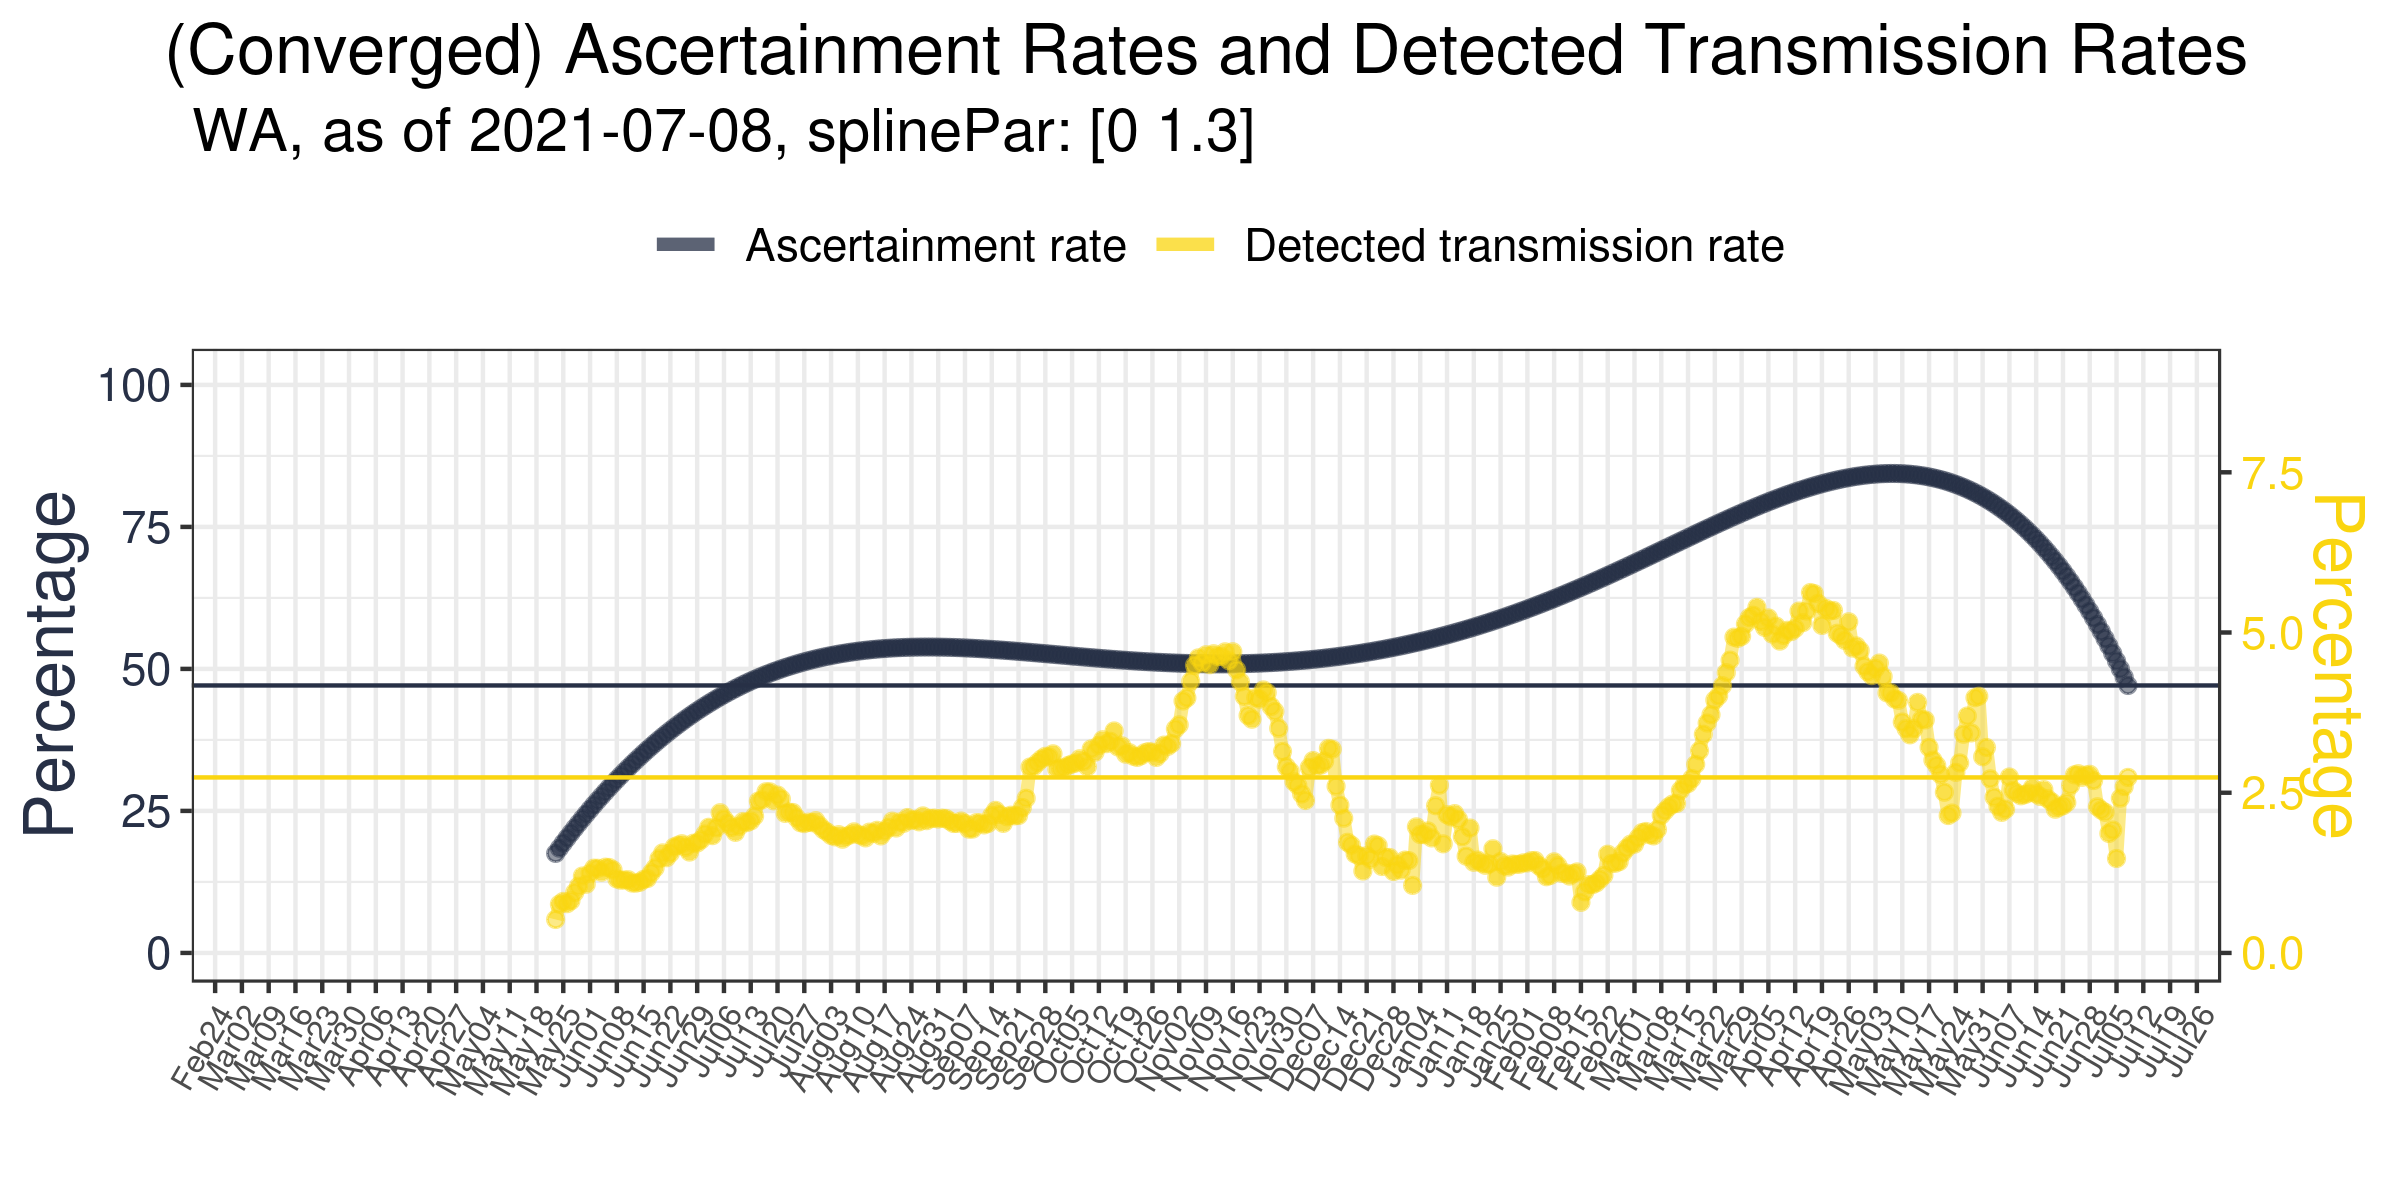 (Converged) Ascertainment Rates and Detected Transmission Rates
WA, as of 2021-07-08, splinePar: [0 1.3]
Ascertainment rate
Detected transmission rate
Percentage
100
75
50
25
0
7.5
5.0
2.5
0.0
Percentage
Feb24
Mar02
Mar09
Mar16
Mar23
Mar30
Apr06
Apr13
Apr20
Apr27
May04
May11
May18
May25
Jun01
Jun08
Jun15
Jun22
Jun29
Jul06
Jul13
Jul20
Jul27
Aug03
Aug10
Aug17
Aug24
Aug31
Sep07
Sep14
Sep21
Sep28
Oct05
Oct12
Oct19
Oct26
Nov02
Nov09
Nov16
Nov23
Nov30
Dec07
Dec14
Dec21
Dec28
Jan04
Jan11
Jan18
Jan25
Feb01
Feb08
Feb15
Feb22
Mar01
Mar08
Mar15
Mar22
Mar29
Apr05
Apr12
Apr19
Apr26
May03
May10
May17
May24
May31
Jun07
Jun14
Jun21
Jun28
Jul05
Jul12
Jul19
Jul26